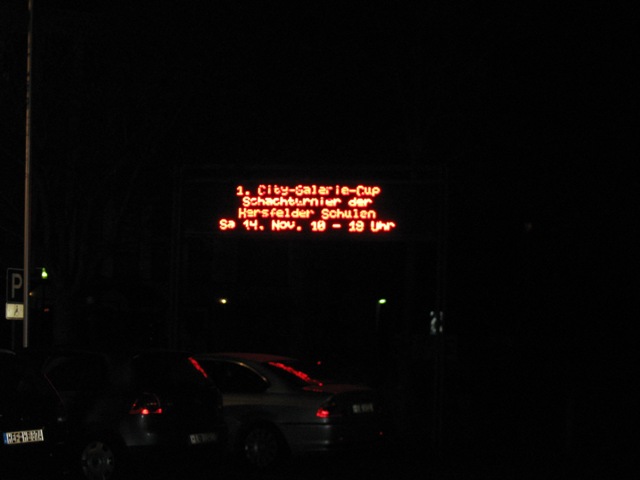 1. City-Galerie-Cup
Schachturnier der
Hersfelder Schulen
Sa 14. Nov. 10 - 19 Uhr
P